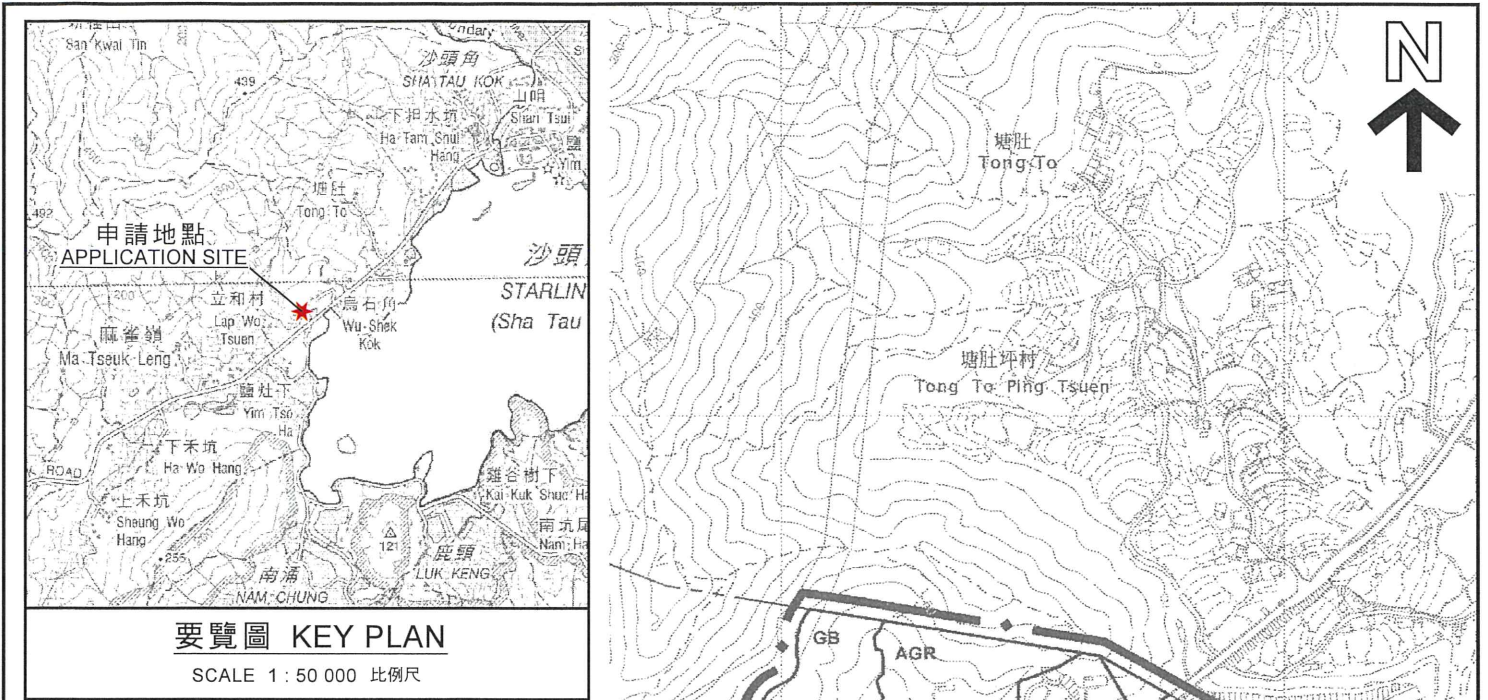 San Kwai Tin
439
沙頭角
SHA TAU KOK
山咀
Shan Tsui
下担水坑
Ha Tam Shui
Hang
鹽
Yim
塘肚
Tong To
492
申請地點
APPLICATION SITE
沙頭
STARLIN
(Sha Tau
300
立和村
Lap Wo
Tsuen
烏石角
Wu Shek
Kok
麻雀嶺
Ma Tseuk Leng
鹽灶下
Yim Tso
Ha
下禾坑
Ha Wo Hang
ROAD
上禾坑
Sheung Wo
Hang
255
雞谷樹下
Kai Kuk Shue Ha
南坑尾
Nam Ha
121
鹿頸
LUK KENG
南涌
NAM CHUNG
要覽圖 KEY PLAN
SCALE 1 : 50 000 比例尺
N
塘肚
Tong To
塘肚坪村
Tong To Ping Tsuen
GB
AGR